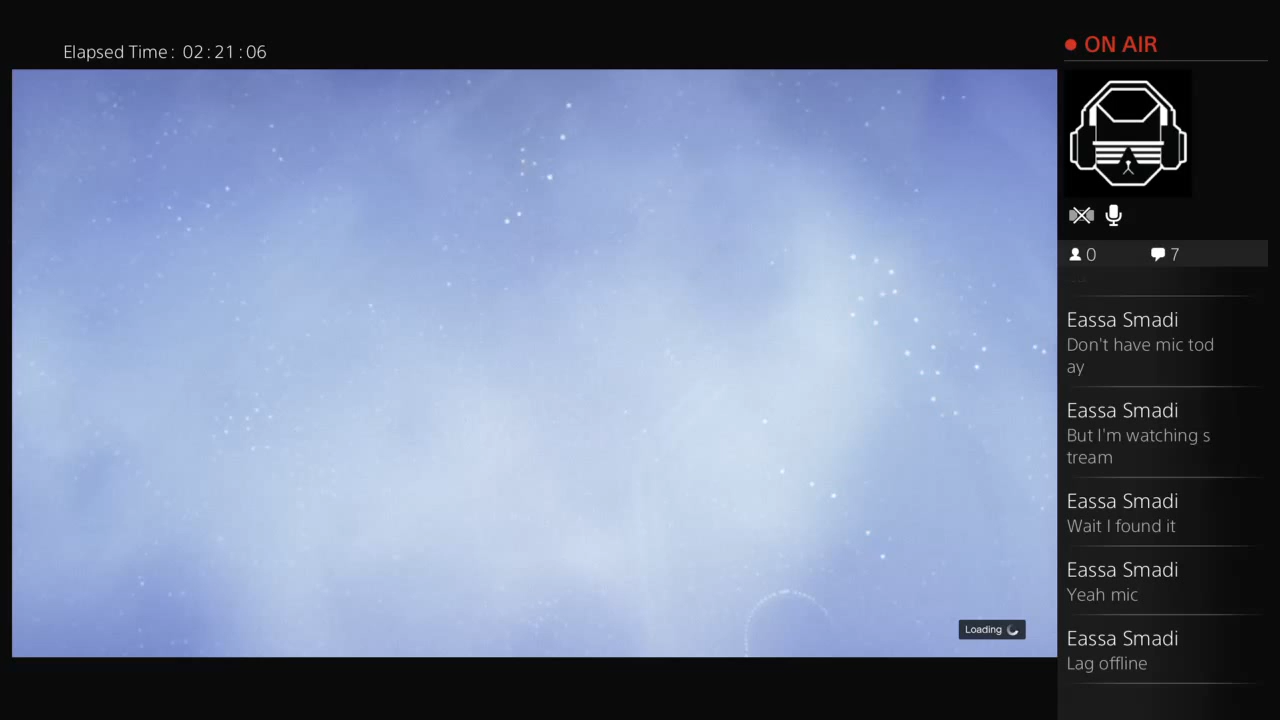 Elapsed Time: 02:21:06
ON AIR
0 7
...
Eassa Smadi
Don't have mic tod
ay
Eassa Smadi
But I'm watching s
tream
Eassa Smadi
Wait I found it
Eassa Smadi
Yeah mic
Eassa Smadi
Lag offline
Loading